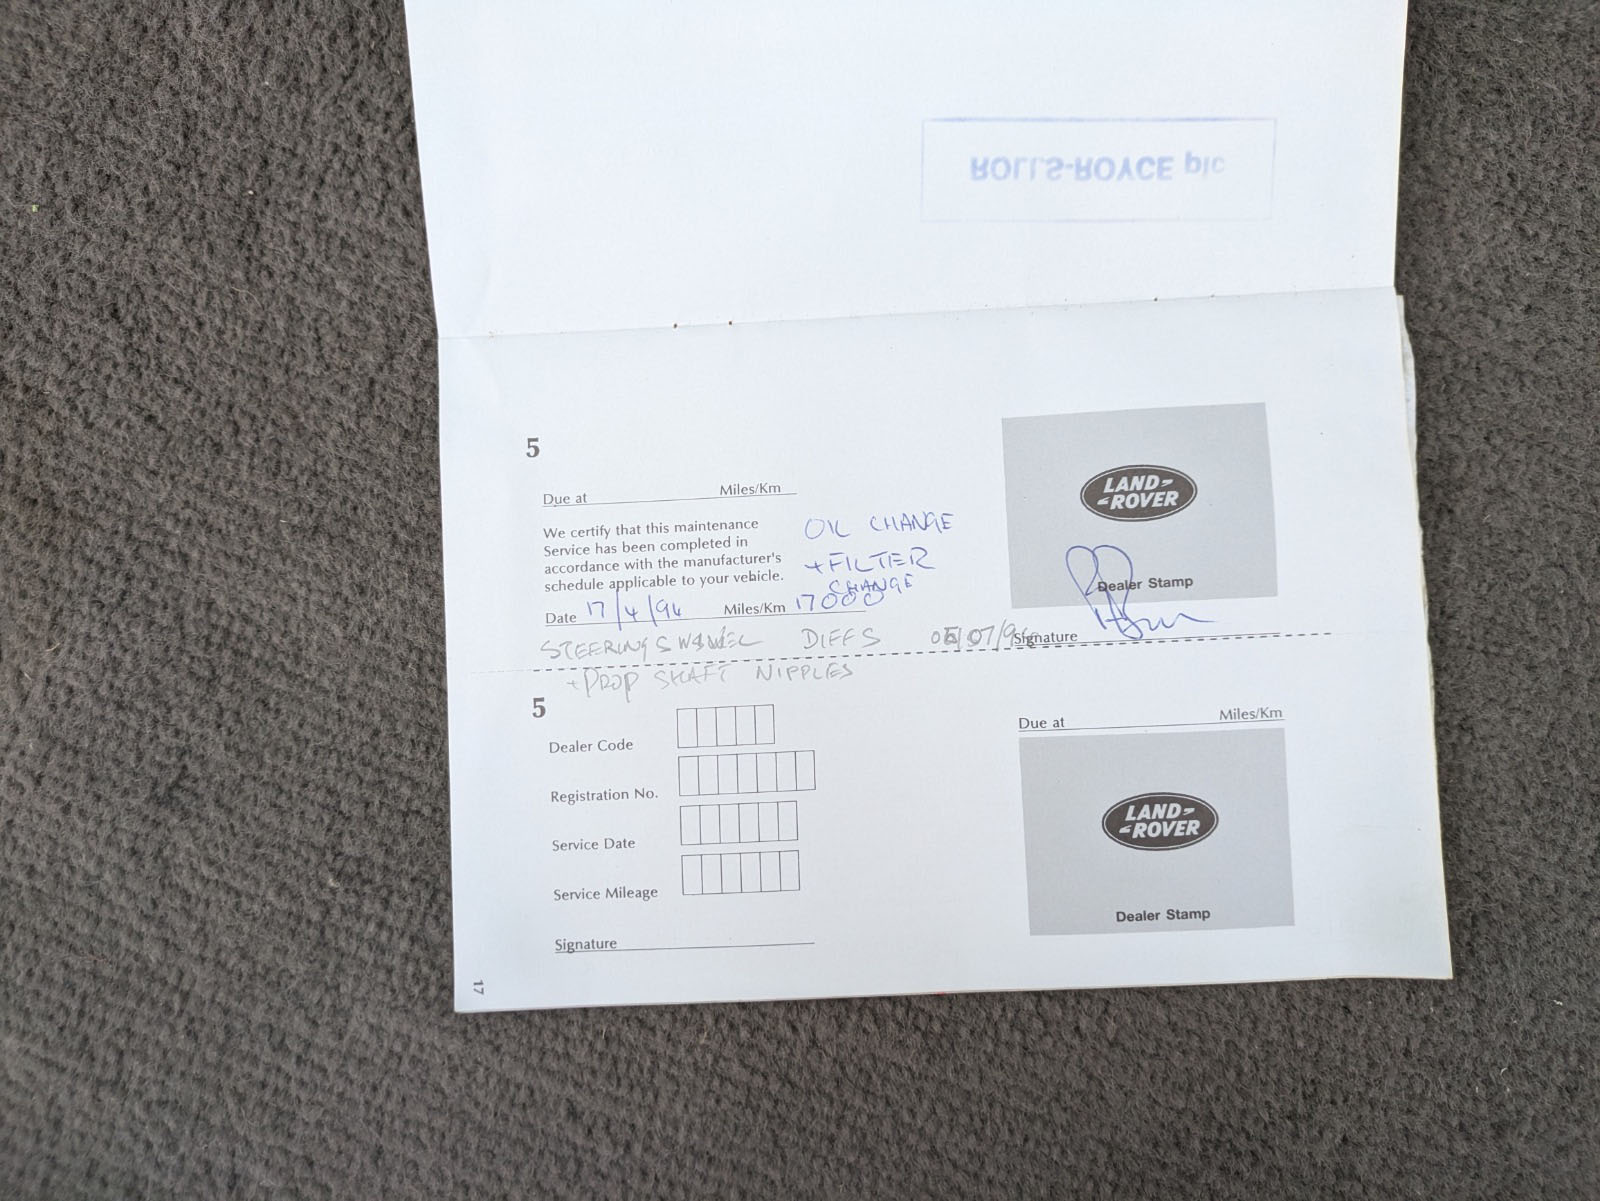 ROLLS-ROYCE plc
5
Due at Miles/Km
We certify that this maintenance
Service has been completed in
accordance with the manufacturer's
schedule applicable to your vehicle.
OIL CHANGE
+ FILTER
CHANGE
Date 17/4/94 Miles/Km 17000
LAND-
-ROVER
Dealer Stamp
Signature
STEERING SWIVEL DIFFS
+ PROP SHAFT NIPPLES
5
Dealer Code
Registration No.
Service Date
Service Mileage
Signature
Due at Miles/Km
LAND-
-ROVER
Dealer Stamp
17